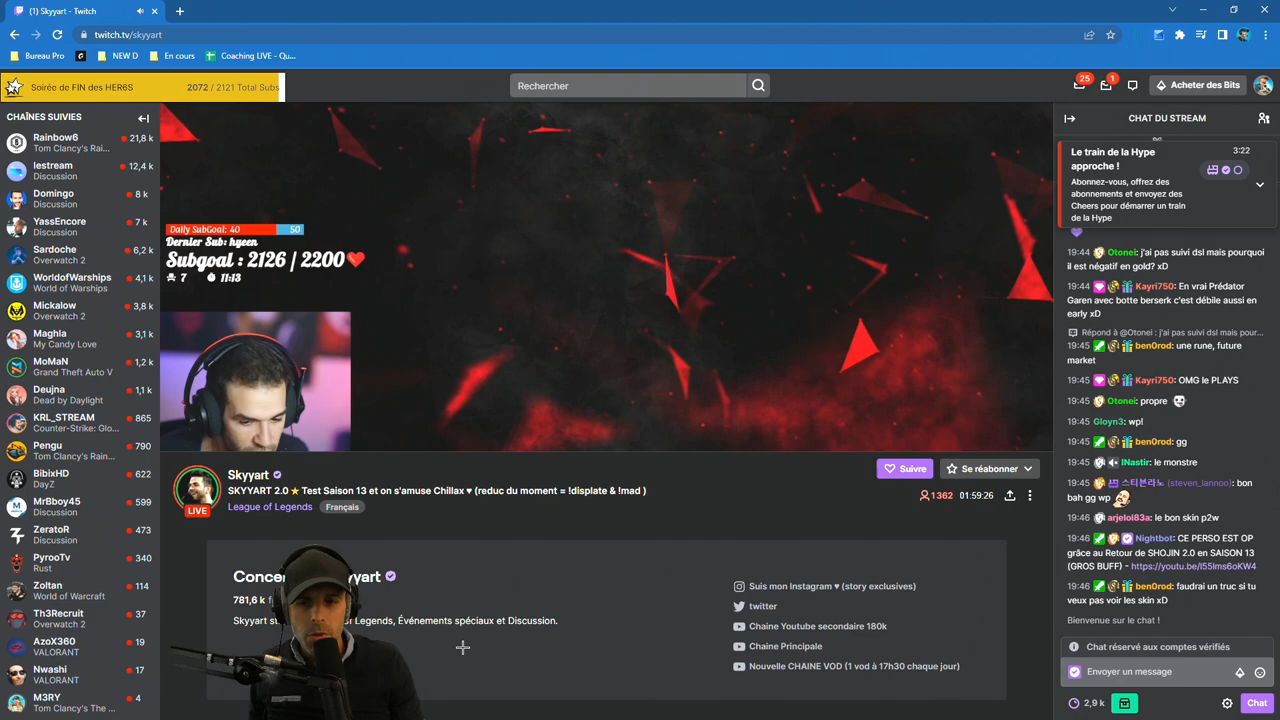 (1) Skyyart - Twitch
twitch.tv/skyyart
Bureau Pro
NEW D
En cours
Coaching LIVE - Qu...
Soirée de FIN des HER6S
2072 / 2121 Total Subs
Rechercher
25
1
Acheter des Bits
CHAÎNES SUIVIES
Rainbow6
21,8 k
Tom Clancy's Rai...
lestream
12,4 k
Discussion
Domingo
8 k
Discussion
YassEncore
7 k
Discussion
Sardoche
6,2 k
Overwatch 2
WorldofWarships
4,1 k
World of Warships
Mickalow
3,8 k
Overwatch 2
Maghla
3,1 k
My Candy Love
MoMaN
1,2 k
Grand Theft Auto V
Deujna
1,1 k
Dead by Daylight
KRL_STREAM
865
Counter-Strike: Glo...
Pengu
790
Tom Clancy's Rain...
BibixHD
622
DayZ
MrBboy45
599
Discussion
ZeratoR
473
Discussion
PyrooTv
340
Rust
Zoltan
114
World of Warcraft
Th3Recruit
37
Overwatch 2
AzoX360
19
VALORANT
Nwashi
17
VALORANT
M3RY
4
Tom Clancy's The ...
Daily SubGoal: 40
50
Dernier Sub: hyeen
Subgoal : 2126 / 2200
7
11:13
Skyyart
SKYYART 2.0 ⭐ Test Saison 13 et on s'amuse Chillax ♥ (reduc du moment = !displate & !mad )
League of Legends
Français
LIVE
Suivre
Se réabonner
1 362
01:59:26
781,6 k
Legends, Événements spéciaux et Discussion.
Suis mon Instagram ♥ (story exclusives)
twitter
Chaine Youtube secondaire 180k
Chaine Principale
Nouvelle CHAINE VOD (1 vod à 17h30 chaque jour)
CHAT DU STREAM
Le train de la Hype
approche !
3:22
Abonnez-vous, offrez des
abonnements et envoyez des
Cheers pour démarrer un train
de la Hype
19:44 Otonei: j'ai pas suivi dsl mais pourquoi
il est négatif en gold? xD
19:44 Kayri750: En vrai Prédator
Garen avec botte berserk c'est débile aussi en
early xD
Répond à @Otonei : j'ai pas suivi dsl mais pour...
19:45 ben0rod: une rune, future
market
19:45 Kayri750: OMG le PLAYS
19:45 Otonei: propre
19:45 Gloyn3: wp!
19:45 ben0rod: gg
19:45 INastir: le monstre
19:45 (steven_lannoo): bon
bah gg wp
19:46 arjelol83a: le bon skin p2w
19:46 Nightbot: CE PERSO EST OP
grâce au Retour de SHOJIN 2.0 en SAISON 13
(GROS BUFF) - https://youtu.be/I55Ims6oKW4
19:46 ben0rod: faudrai un truc si tu
veux pas voir les skin xD
Bienvenue sur le chat !
Chat réservé aux comptes vérifiés
Envoyer un message
2,9 k
Chat